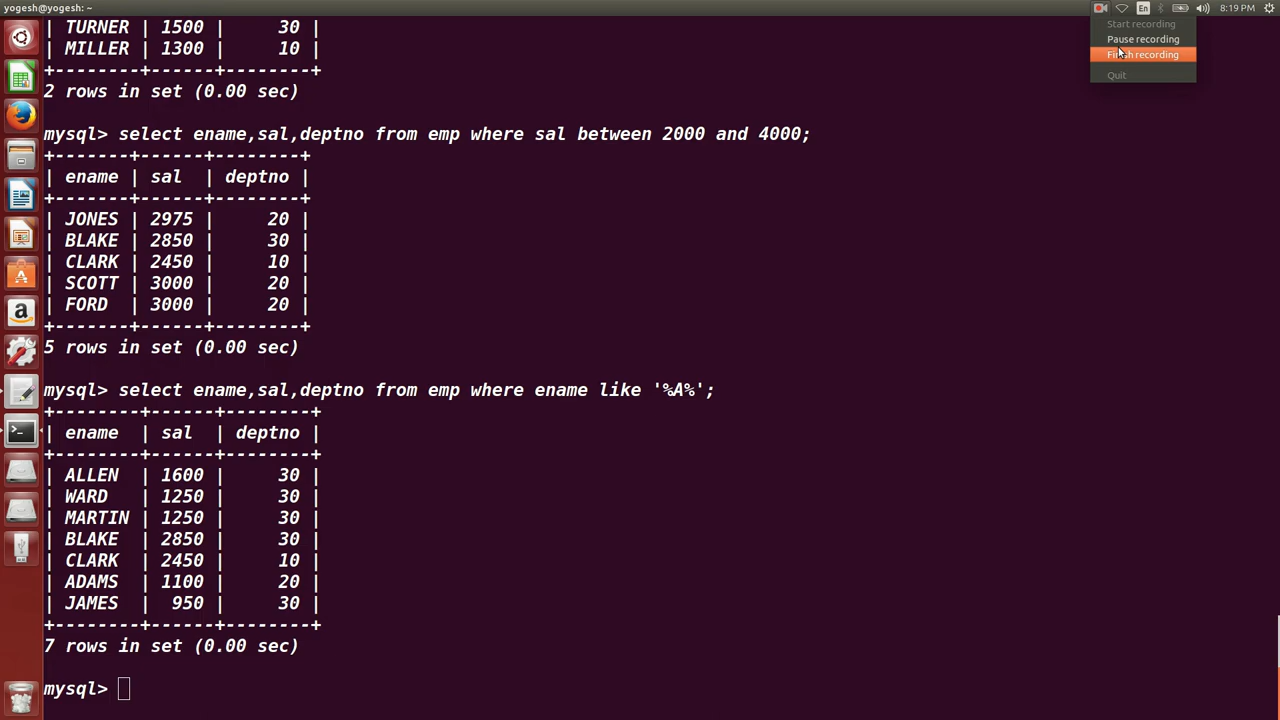 yogesh@yogesh: ~
En
8:19 PM
Start recording
Pause recording
Finish recording
Quit
| TURNER | 1500 | 30 |
| MILLER | 1300 | 10 |
+--------+------+--------+
2 rows in set (0.00 sec)
mysql> select ename,sal,deptno from emp where sal between 2000 and 4000;
+-------+------+--------+
| ename | sal | deptno |
+-------+------+--------+
| JONES | 2975 | 20 |
| BLAKE | 2850 | 30 |
| CLARK | 2450 | 10 |
| SCOTT | 3000 | 20 |
| FORD | 3000 | 20 |
+-------+------+--------+
5 rows in set (0.00 sec)
mysql> select ename,sal,deptno from emp where ename like '%A%';
+--------+------+--------+
| ename | sal | deptno |
+--------+------+--------+
| ALLEN | 1600 | 30 |
| WARD | 1250 | 30 |
| MARTIN | 1250 | 30 |
| BLAKE | 2850 | 30 |
| CLARK | 2450 | 10 |
| ADAMS | 1100 | 20 |
| JAMES | 950 | 30 |
+--------+------+--------+
7 rows in set (0.00 sec)
mysql>